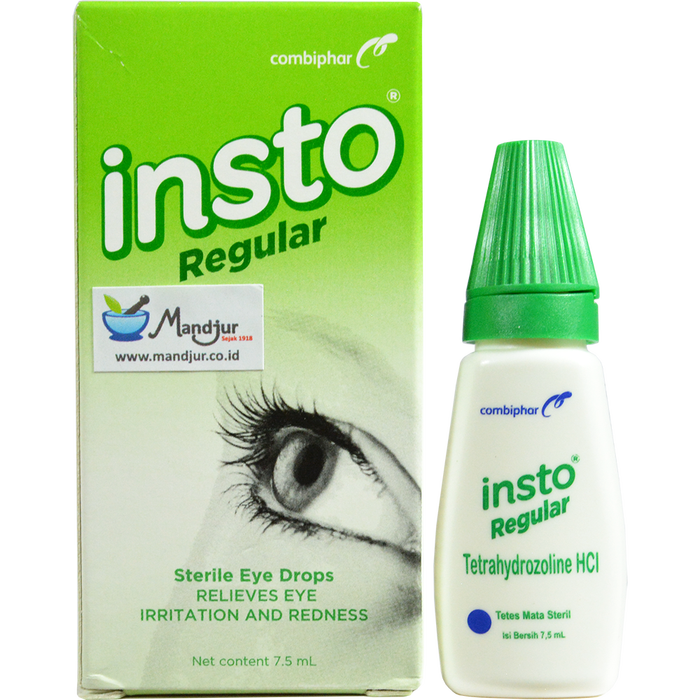 combiphar
insto®
Regular
Mandjur
Sejak 1918
www.mandjur.co.id
Sterile Eye Drops
RELIEVES EYE
IRRITATION AND REDNESS
Net content 7.5 mL
combiphar
insto®
Regular
Tetrahydrozoline HCl
Tetes Mata Steril
Isi Bersih 7,5 mL